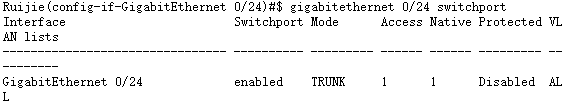 Ruijie(config-if-GigabitEthernet 0/24)#$ gigabitethernet 0/24 switchport
Interface                        Switchport Mode      Access Native Protected VL
AN lists
-------------------------------- ---------- --------- ------ ------ --------- --
--------
GigabitEthernet 0/24             enabled    TRUNK     1      1      Disabled  AL
L